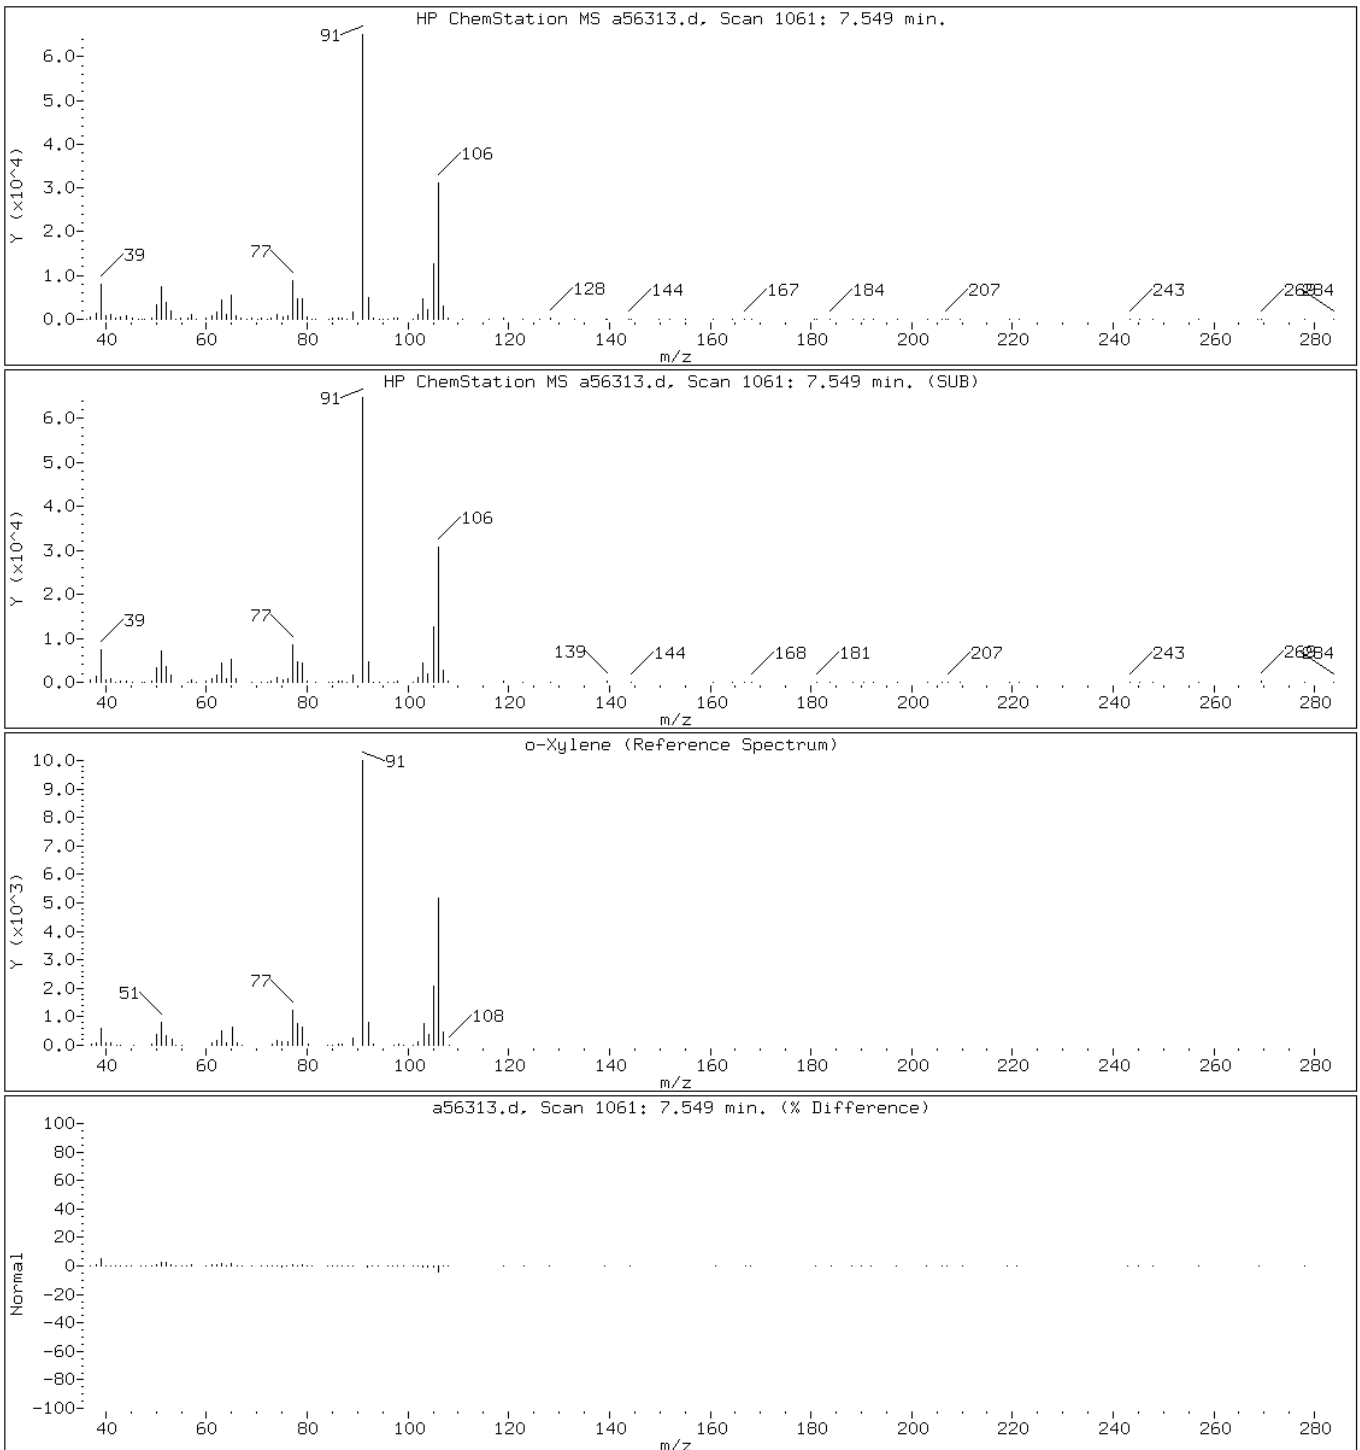 HP ChemStation MS a56313.d, Scan 1061: 7.549 min.
91
6.0
5.0
4.0
106
3.0
2.0
39 77
1.0
128 144 167 184 207 243 284
0.0
40 60 80 100 120 140 160 180 200 220 240 260 280
m/z
Y (x10^4)
HP ChemStation MS a56313.d, Scan 1061: 7.549 min. (SUB)
91
6.0
5.0
4.0
106
3.0
2.0
39 77
1.0
139 144 168 181 207 243 284
0.0
40 60 80 100 120 140 160 180 200 220 240 260 280
m/z
Y (x10^4)
o-Xylene (Reference Spectrum)
10.0
91
9.0
8.0
7.0
6.0
5.0
4.0
3.0
2.0
51 77
1.0
108
0.0
40 60 80 100 120 140 160 180 200 220 240 260 280
m/z
Y (x10^3)
a56313.d, Scan 1061: 7.549 min. (% Difference)
100
80
60
40
20
0
-20
-40
-60
-80
-100
40 60 80 100 120 140 160 180 200 220 240 260 280
m/z
Normal